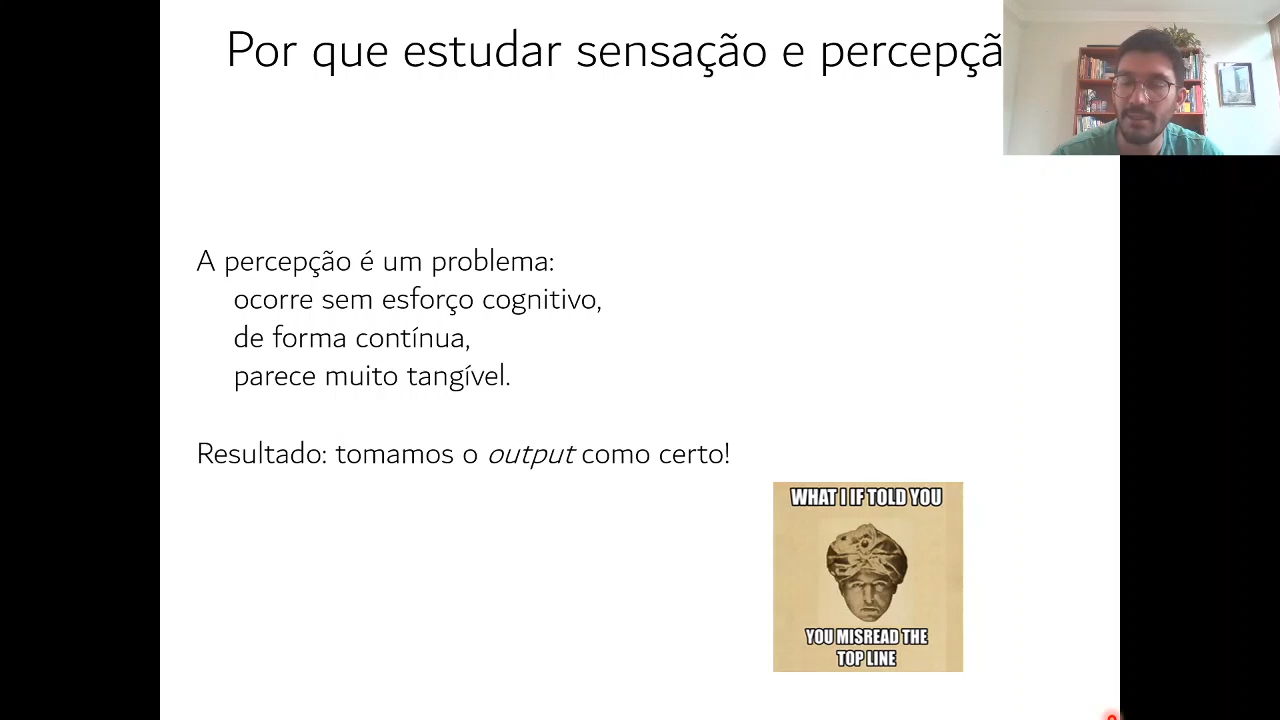 Por que estudar sensação e percepçã
A percepção é um problema:
ocorre sem esforço cognitivo,
de forma contínua,
parece muito tangível.
Resultado: tomamos o output como certo!
WHAT I IF TOLD YOU
YOU MISREAD THE
TOP LINE